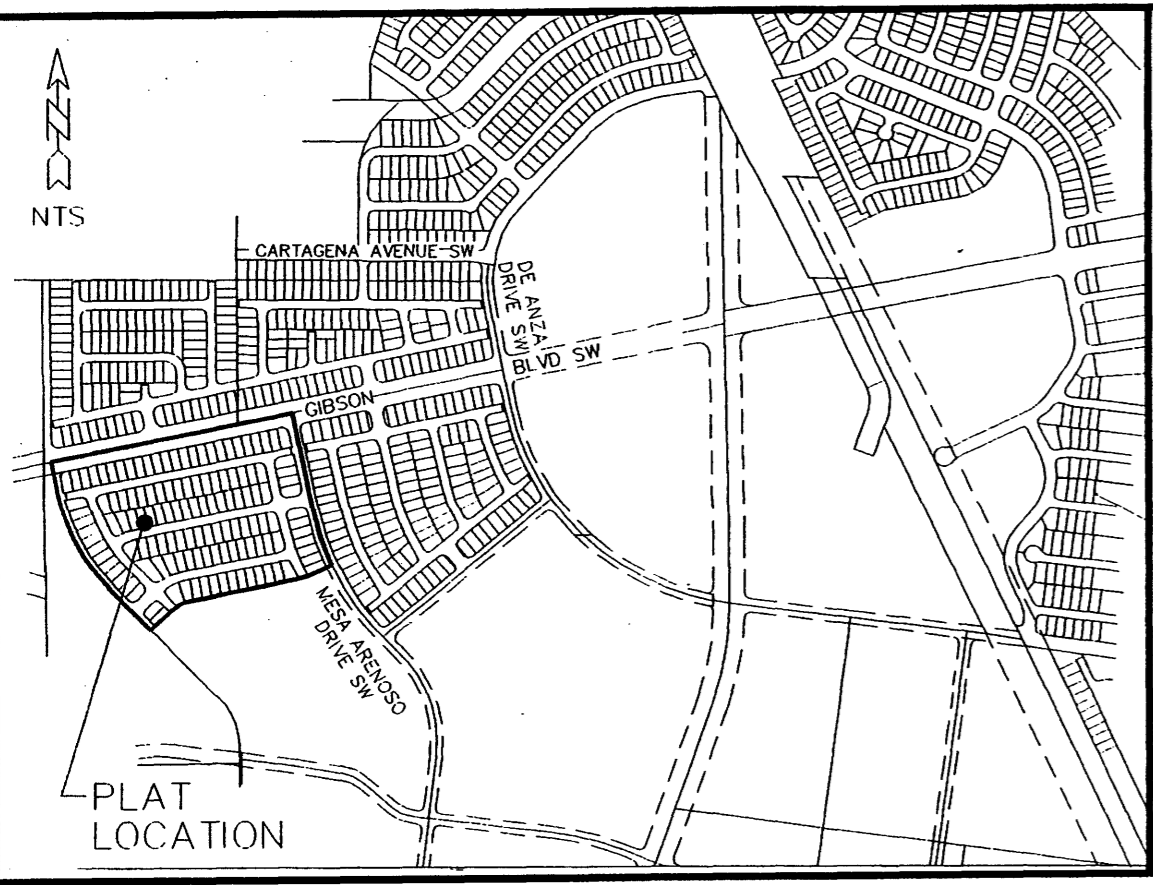 N
NTS
CARTAGENA AVENUE SW
DE ANZA
DRIVE SW
BLVD SW
GIBSON
MESA ARENOSO
DRIVE SW
PLAT
LOCATION